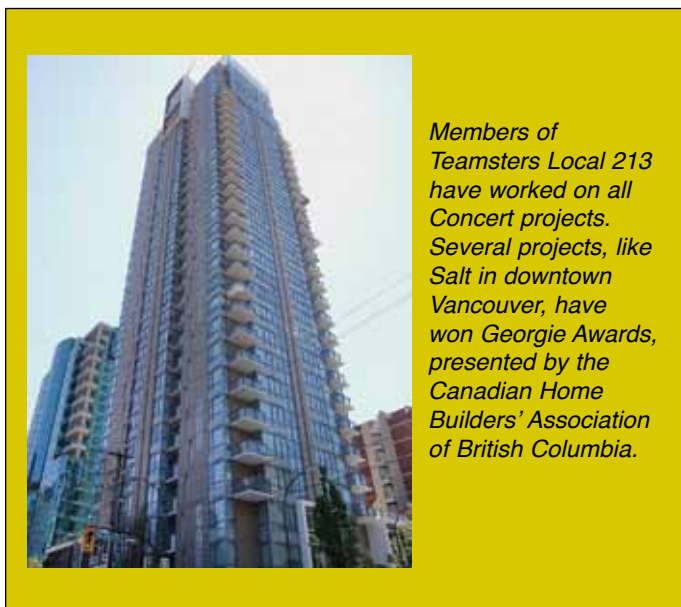 Members of
Teamsters Local 213
have worked on all
Concert projects.
Several projects, like
Salt in downtown
Vancouver, have
won Georgie Awards,
presented by the
Canadian Home
Builders' Association
of British Columbia.